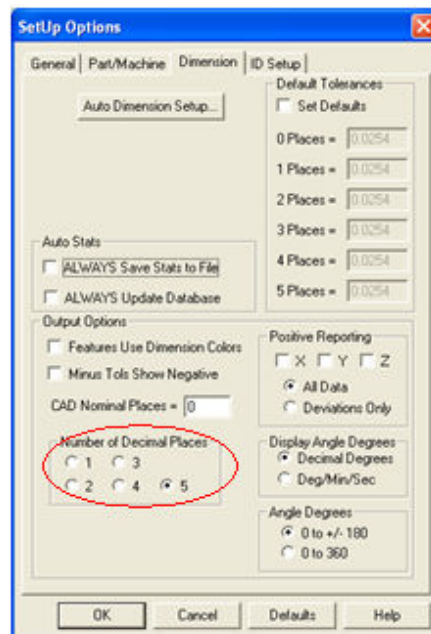 SetUp Options
General Part/Machine Dimension ID Setup
Auto Dimension Setup...
Default Tolerances
Set Defaults
0 Places = 0.0254
1 Places = 0.0254
2 Places = 0.0254
3 Places = 0.0254
4 Places = 0.0254
5 Places = 0.0254
Auto Stats
ALWAYS Save Stats to File
ALWAYS Update Database
Output Options
Features Use Dimension Colors
Minus Tols Show Negative
CAD Nominal Places = 0
Number of Decimal Places
1 3
2 4 5
Positive Reporting
X Y Z
All Data
Deviations Only
Display Angle Degrees
Decimal Degrees
Deg/Min/Sec
Angle Degrees
0 to +/- 180
0 to 360
OK Cancel Defaults Help